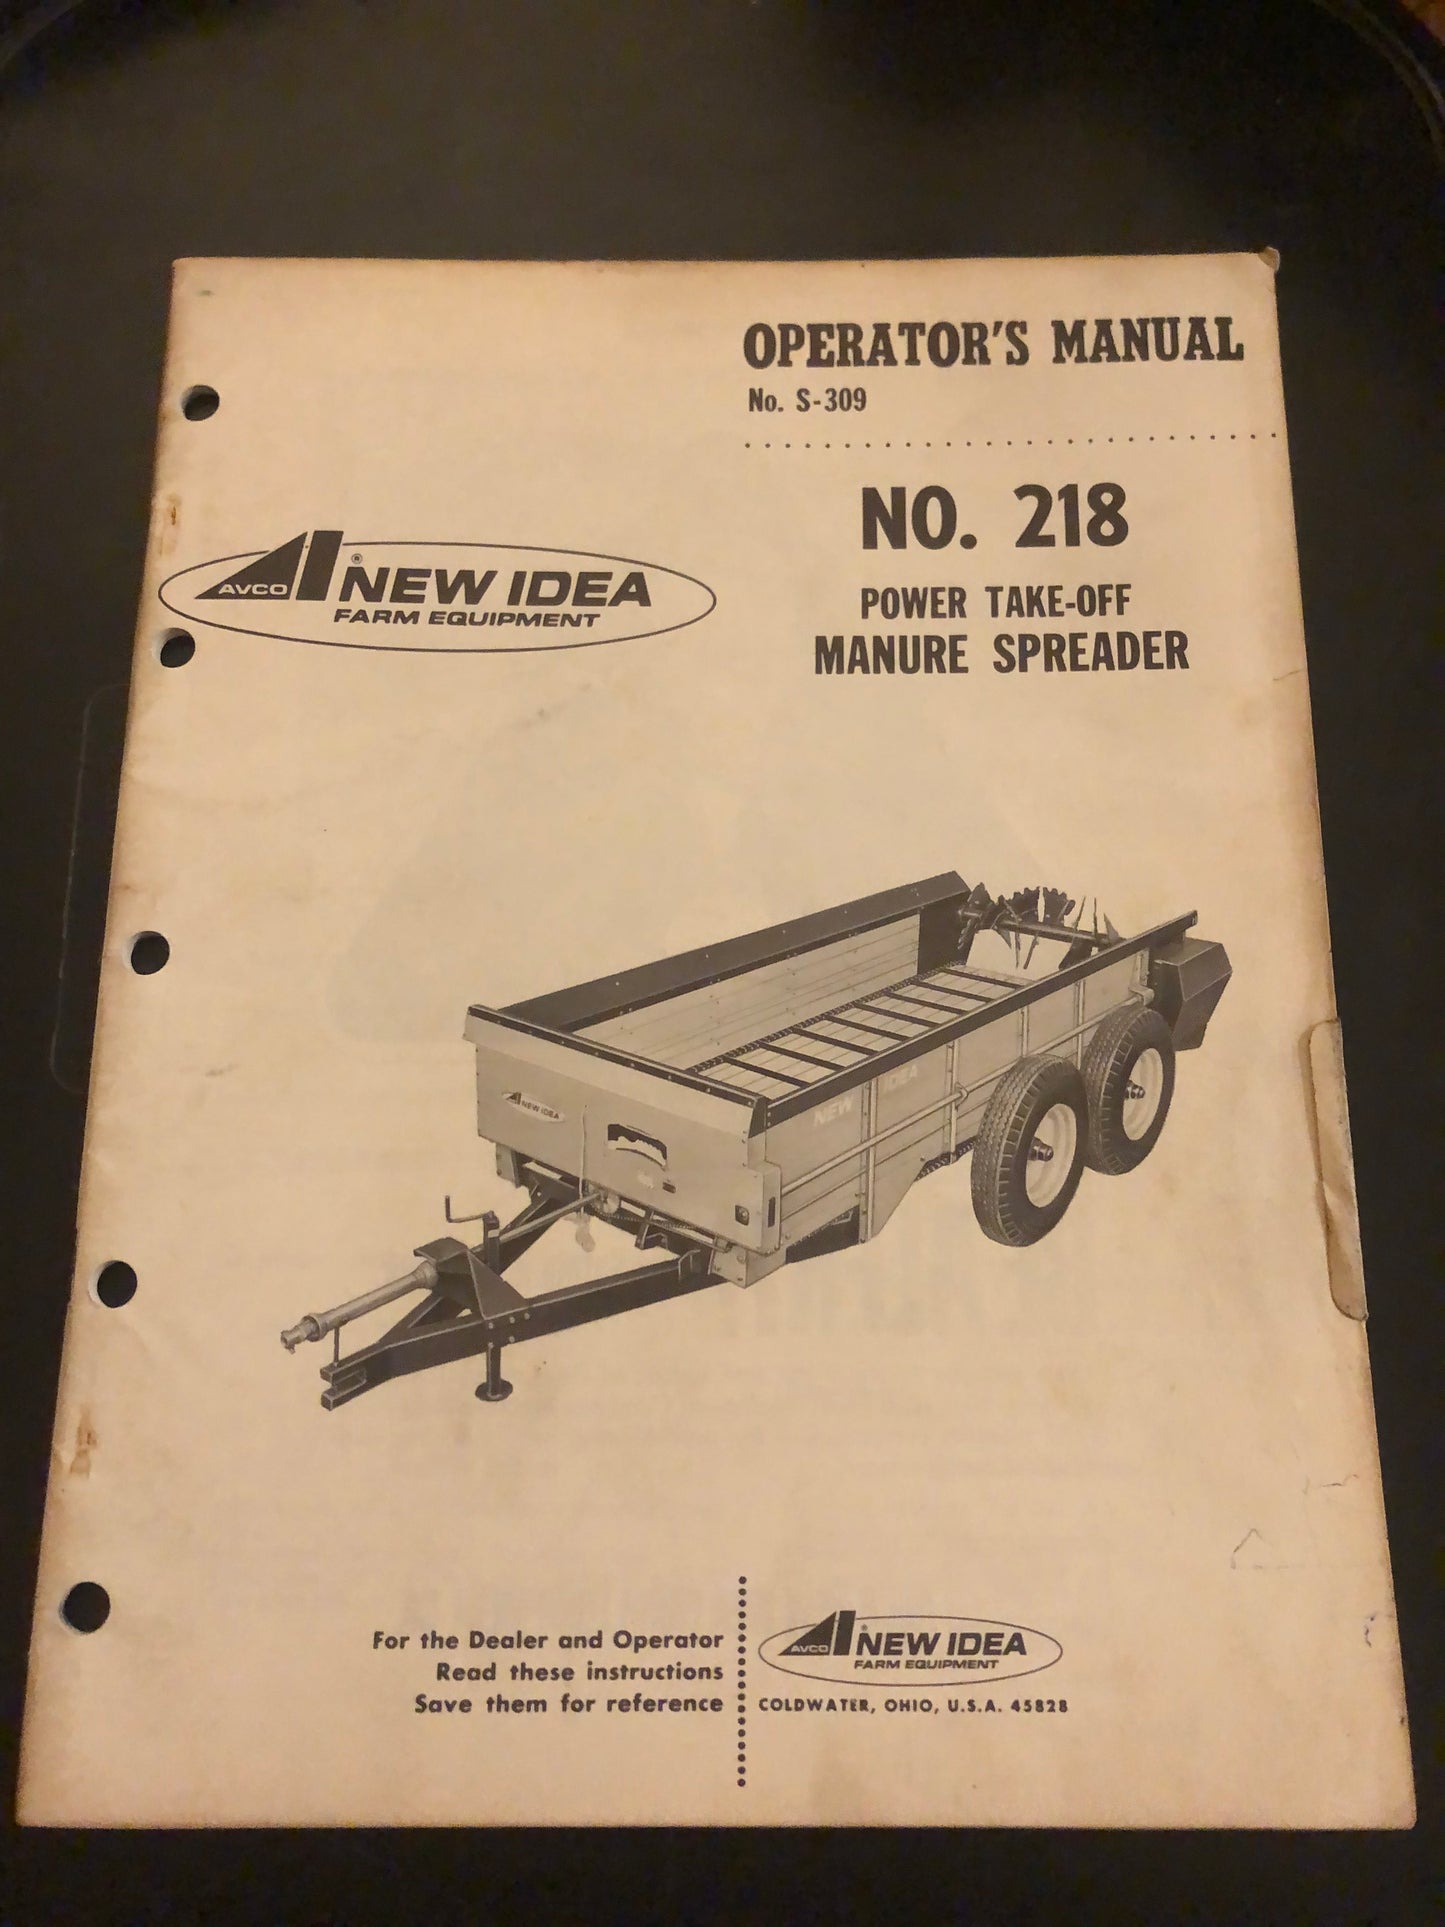 OPERATOR'S MANUAL
No. S-309
NO. 218
POWER TAKE-OFF
MANURE SPREADER
AVCO ® NEW IDEA
FARM EQUIPMENT
NEW IDEA
NEW IDEA
For the Dealer and Operator
Read these instructions
Save them for reference
AVCO NEW IDEA
FARM EQUIPMENT
COLDWATER, OHIO, U.S.A. 45828